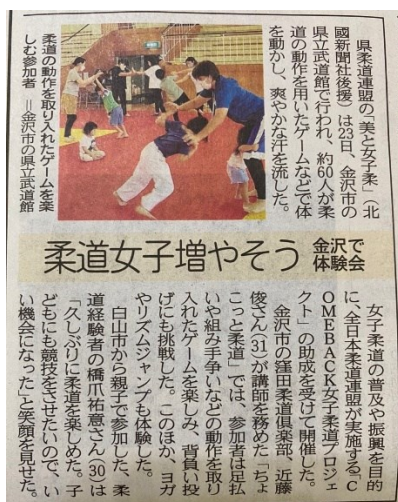 県柔道連盟の「美と女子柔」（北
國新聞社後援）は23日、金沢市の
県立武道館で行われ、約60人が柔
道の動作を用いたゲームなどで体
を動かし、爽やかな汗を流した。
柔道の動作を取り入れたゲームを楽
しむ参加者 ＝金沢市の県立武道館
柔道女子増やそう
金沢で
体験会
女子柔道の普及や振興を目的
に、全日本柔道連盟が実施する「C
OMEBACK女子柔道プロジェ
クト」の助成を受けて開催した。
金沢市の窪田柔道倶楽部、近藤
俊さん（31）が講師を務めた「ちょ
こっと柔道」では、参加者は足払
いや組み手争いなどの動作を取り
入れたゲームを楽しみ、背負い投
げにも挑戦した。このほか、ヨガ
やリズムジャンプも体験した。
白山市から親子で参加した、柔
道経験者の橋爪祐意さん（30）は
「久しぶりに柔道を楽しめた。子
どもにも競技をさせたいので、い
い機会になった」と笑顔を見せた。